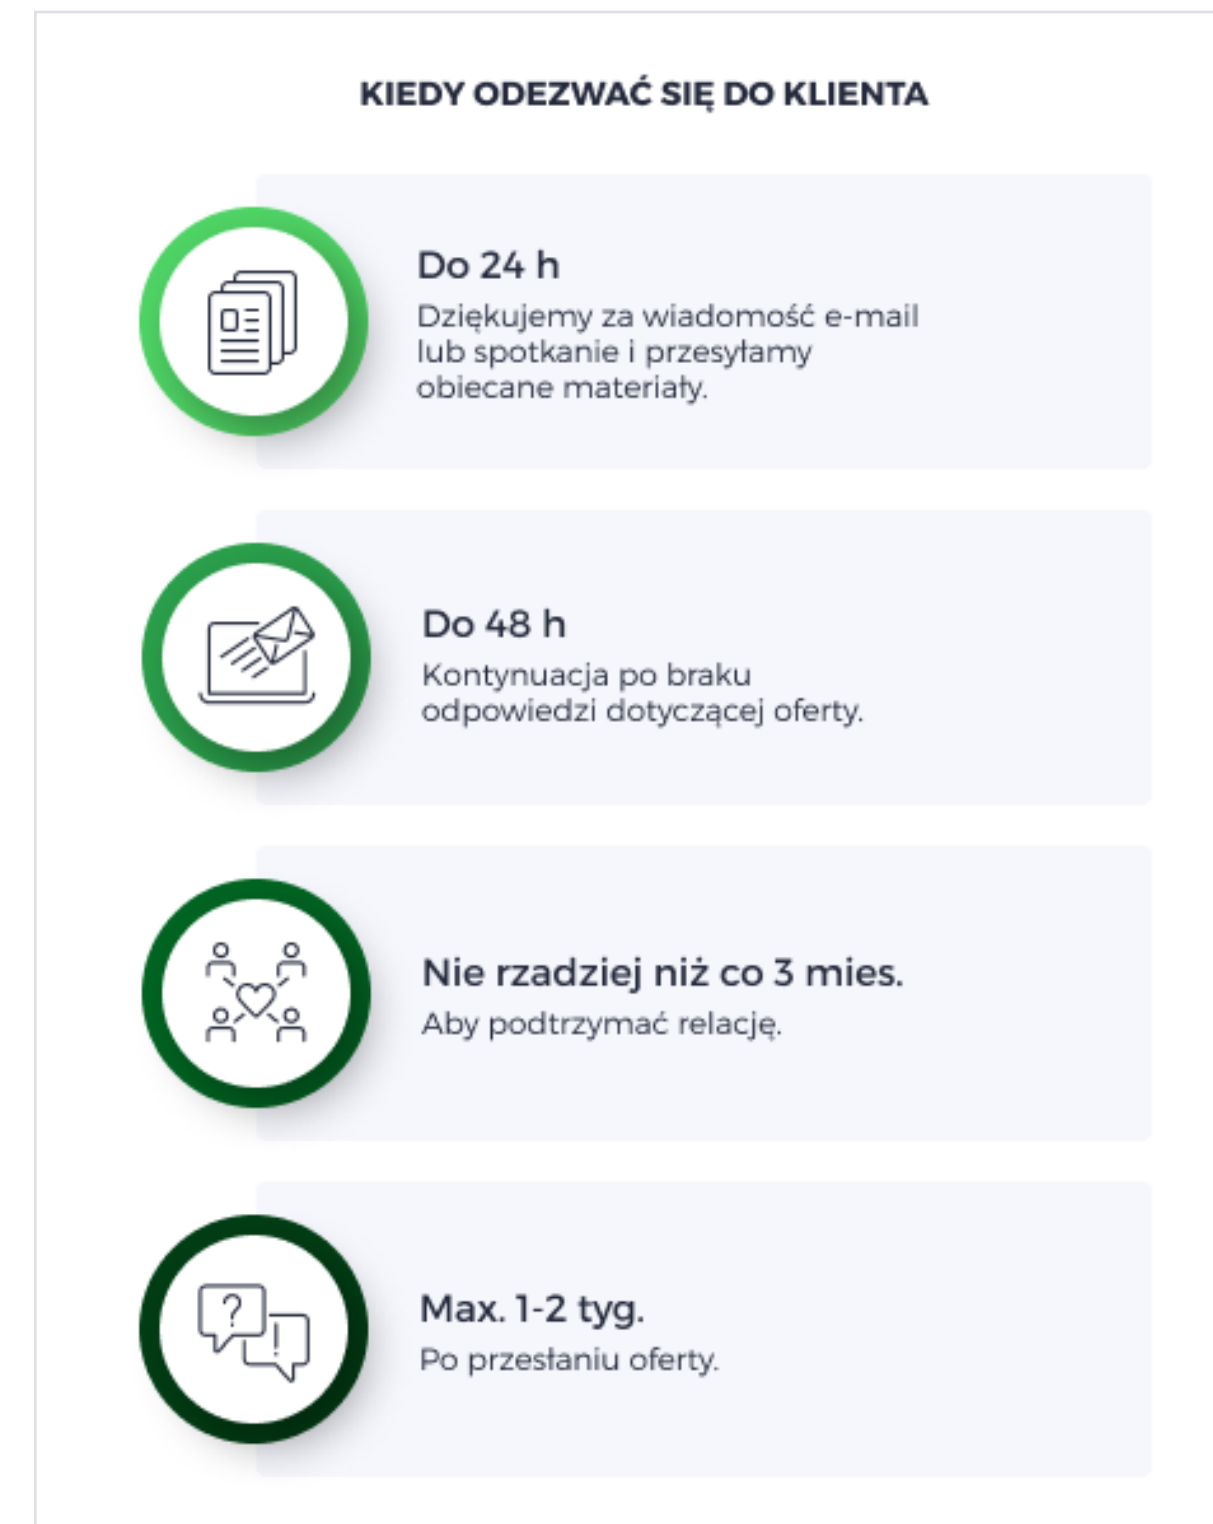 KIEDY ODEZWAĆ SIĘ DO KLIENTA
Do 24 h
Dziękujemy za wiadomość e-mail
lub spotkanie i przesyłamy
obiecane materiały.
Do 48 h
Kontynuacja po braku
odpowiedzi dotyczącej oferty.
Nie rzadziej niż co 3 mies.
Aby podtrzymać relację.
?
!
Max. 1-2 tyg.
Po przesłaniu oferty.